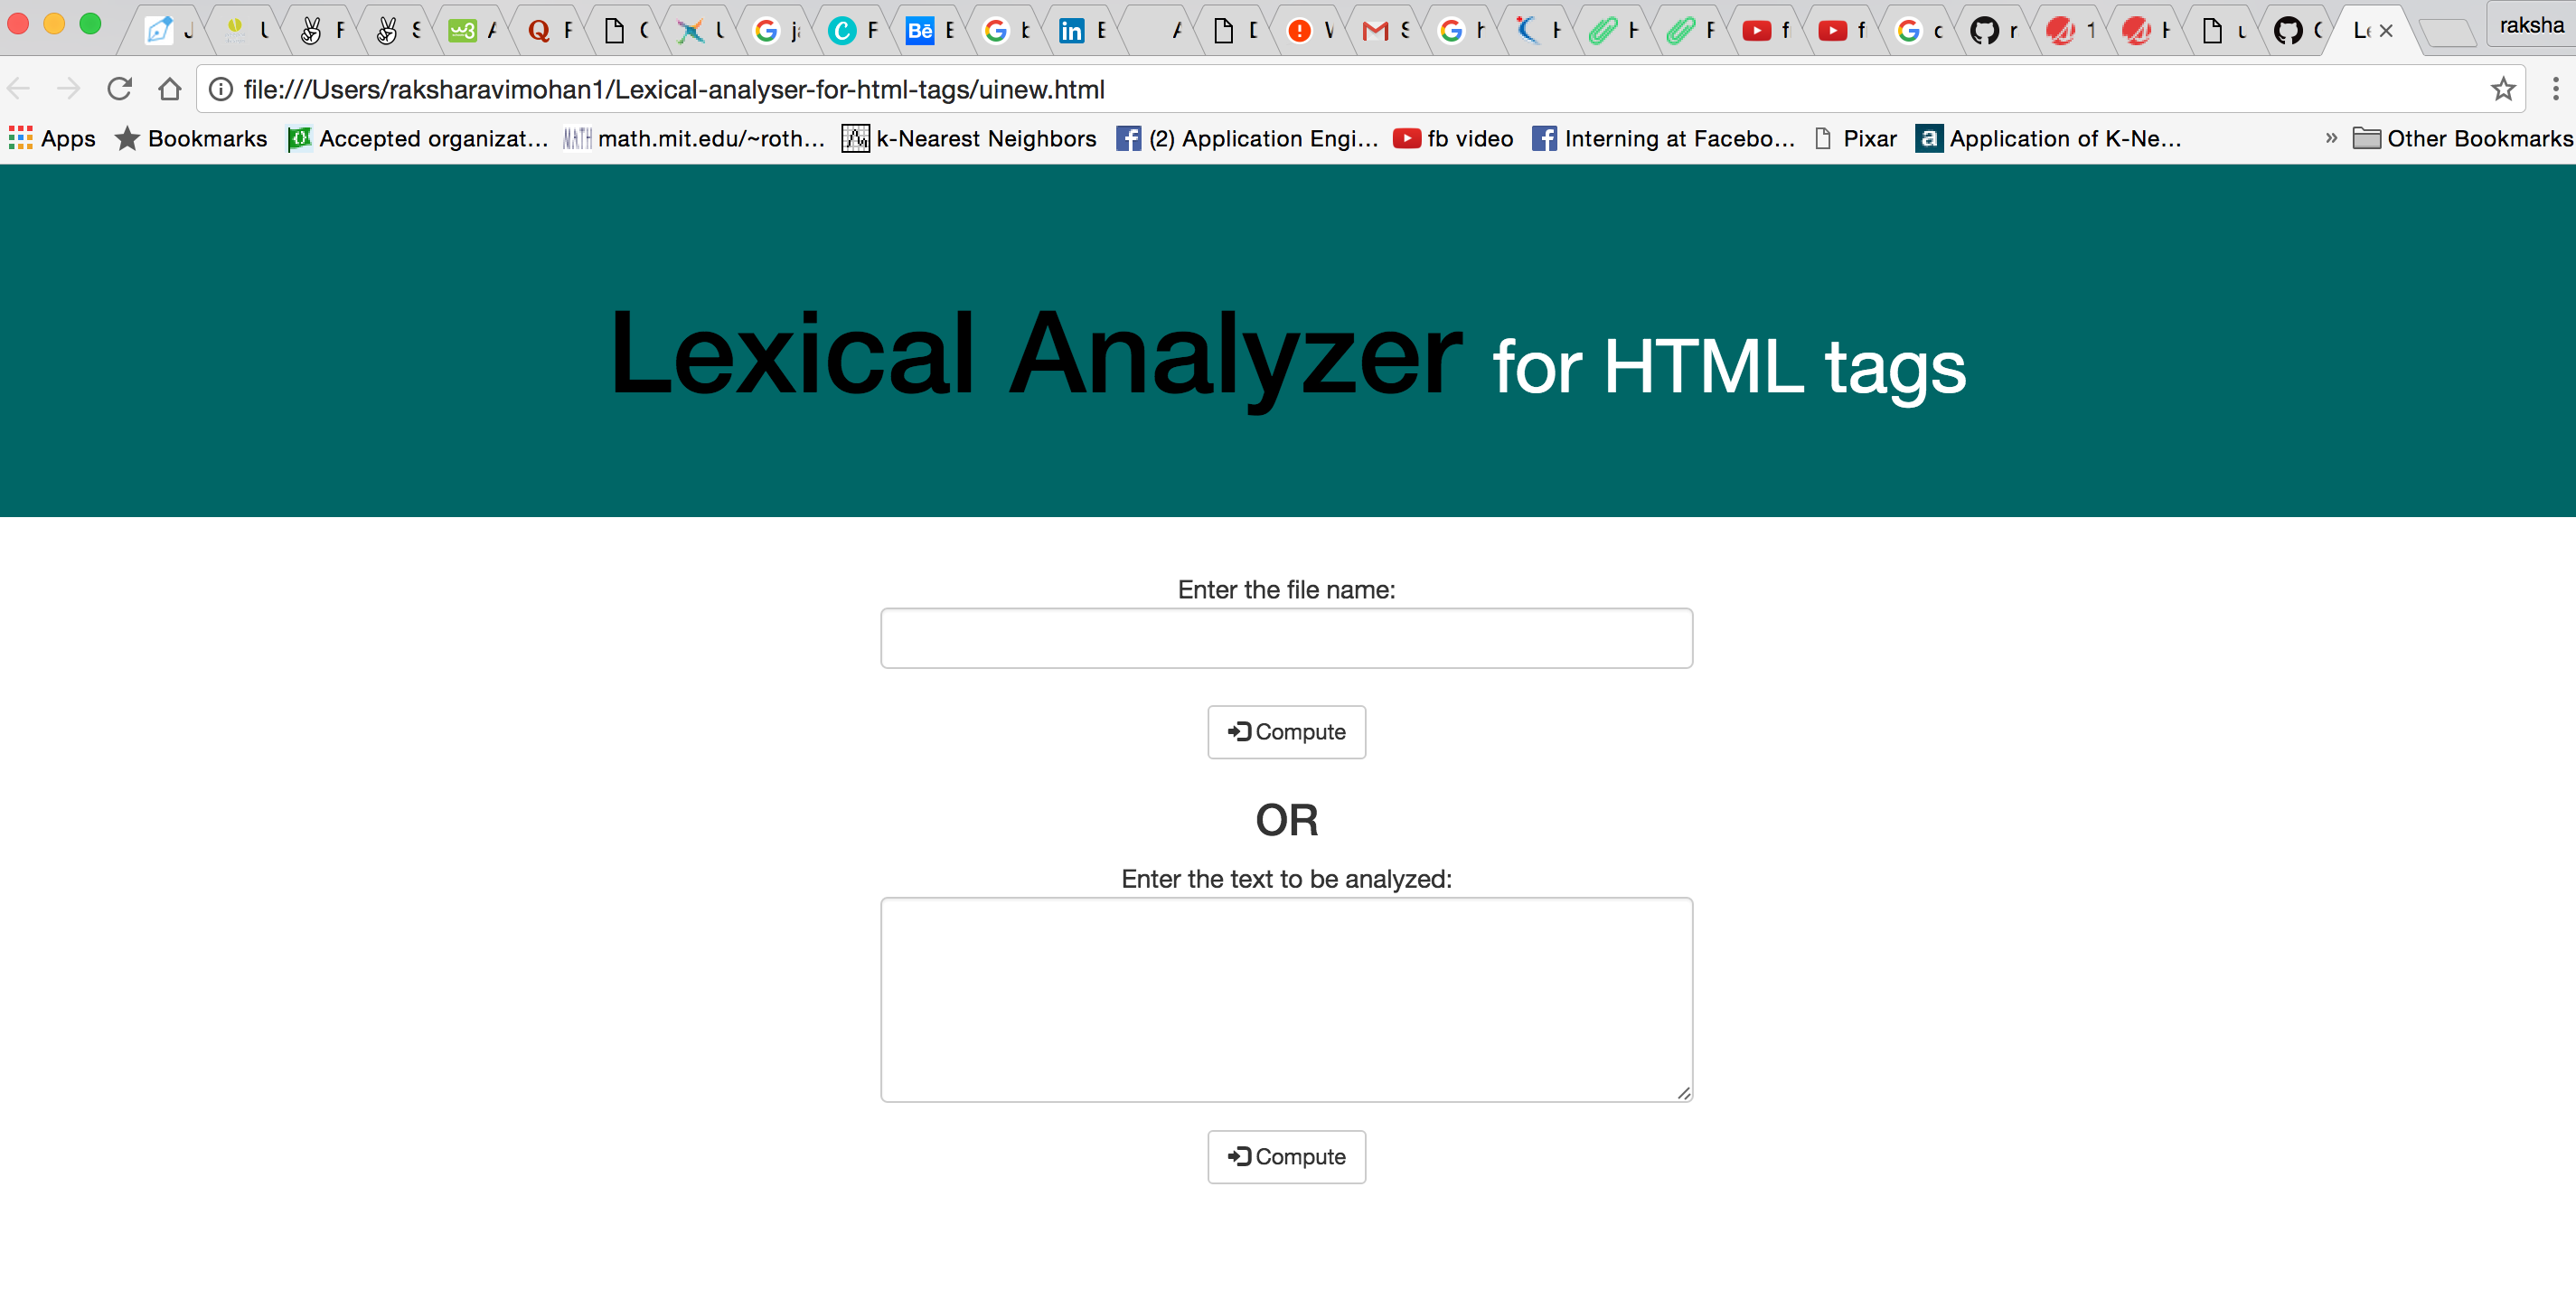 raksha
file:///Users/raksharavimohan1/Lexical-analyser-for-html-tags/uinew.html
Apps Bookmarks Accepted organizat... math.mit.edu/~roth... k-Nearest Neighbors (2) Application Engi... fb video Interning at Facebo... Pixar Application of K-Ne... » Other Bookmarks
Lexical Analyzer for HTML tags
Enter the file name:
Compute
OR
Enter the text to be analyzed:
Compute